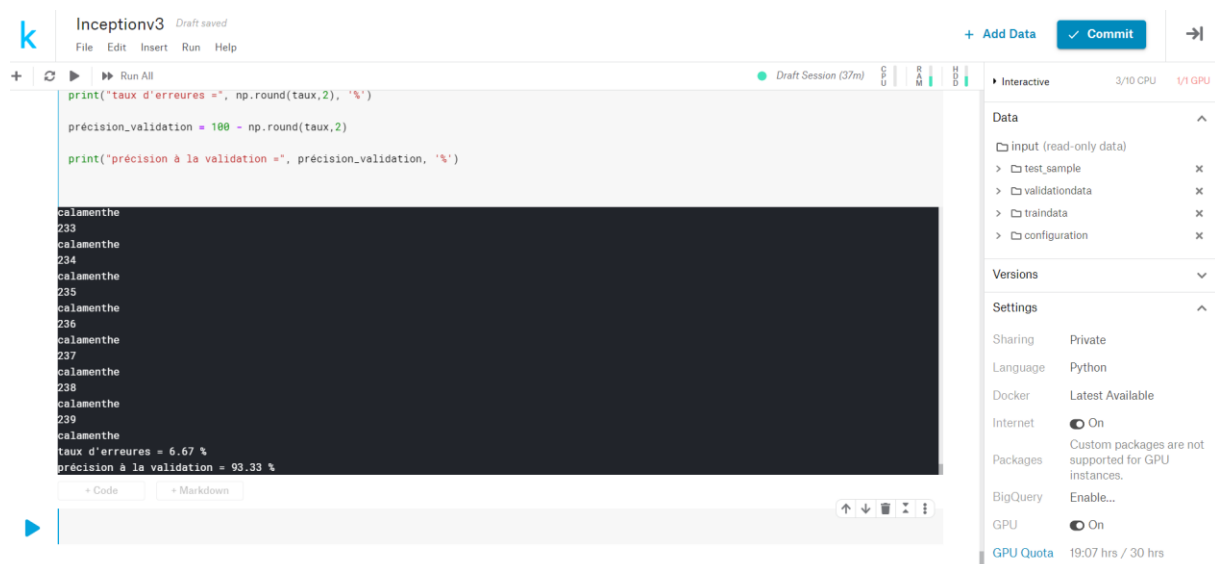 k
Inceptionv3 Draft saved
File Edit Insert Run Help
+ Add Data
Commit
Run All
Draft Session (37m)
CPU
RAM
HDD
print("taux d'erreures =", np.round(taux,2), '%')
précision_validation = 100 - np.round(taux,2)
print("précision à la validation =", précision_validation, '%')
calamenthe
233
calamenthe
234
calamenthe
235
calamenthe
236
calamenthe
237
calamenthe
238
calamenthe
239
calamenthe
taux d'erreures = 6.67 %
précision à la validation = 93.33 %
+ Code + Markdown
Interactive 3/10 CPU 1/1 GPU
Data
input (read-only data)
test_sample
validationdata
traindata
configuration
Versions
Settings
Sharing Private
Language Python
Docker Latest Available
Internet On
Packages Custom packages are not
supported for GPU
instances.
BigQuery Enable...
GPU On
GPU Quota 19:07 hrs / 30 hrs